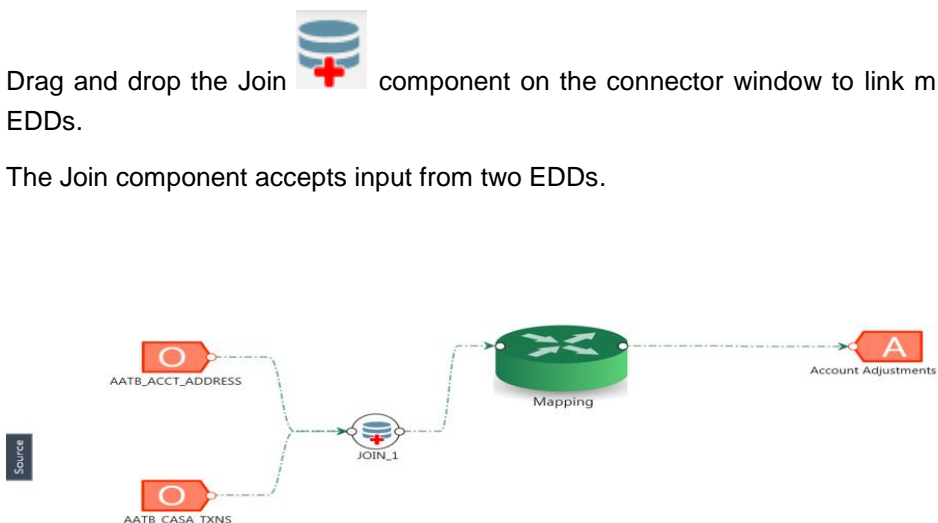 Drag and drop the Join component on the connector window to link m
EDDs.
The Join component accepts input from two EDDs.
O
AATB_ACCT_ADDRESS
A
Account Adjustments
Mapping
JOIN_1
Source
O
AATB_CASA_TXNS